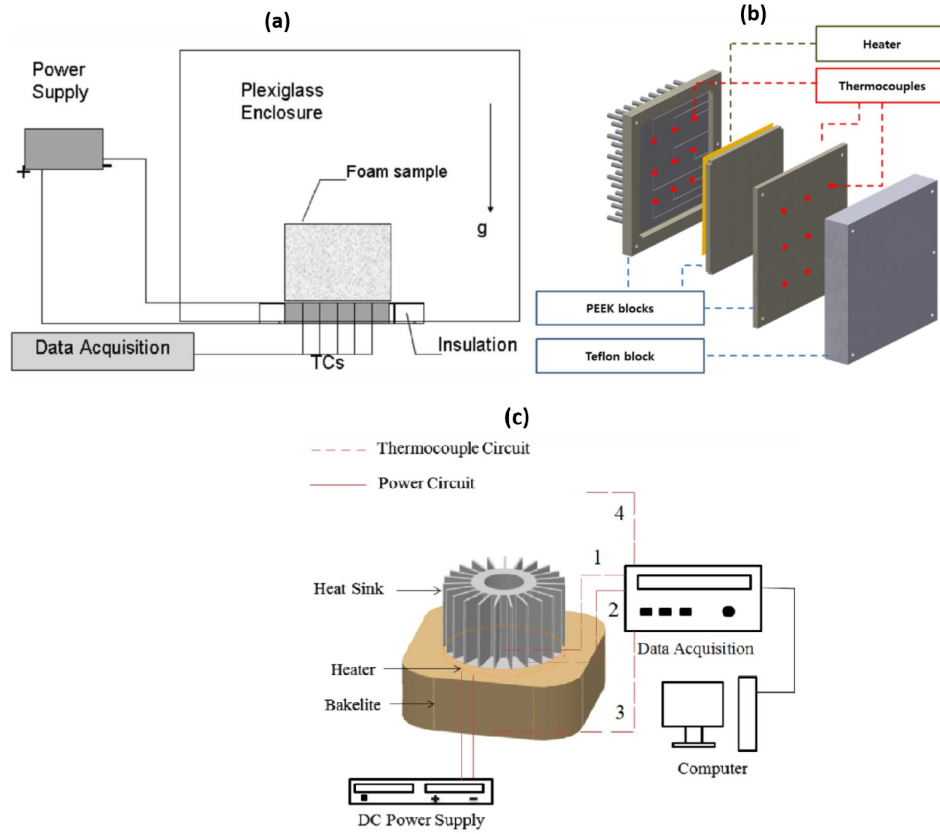 (a)
Power
Supply
+
-
Plexiglass
Enclosure
Foam sample
g
Data Acquisition
TCs
Insulation
(b)
Heater
Thermocouples
PEEK blocks
Teflon block
(c)
Thermocouple Circuit
Power Circuit
4
1
2
3
Heat Sink
Heater
Bakelite
Data Acquisition
Computer
+ -
DC Power Supply